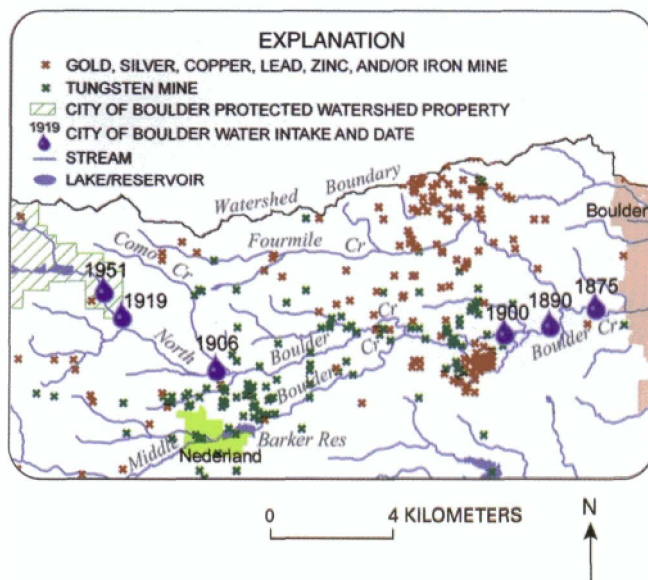 EXPLANATION
GOLD, SILVER, COPPER, LEAD, ZINC, AND/OR IRON MINE
TUNGSTEN MINE
CITY OF BOULDER PROTECTED WATERSHED PROPERTY
1919 CITY OF BOULDER WATER INTAKE AND DATE
STREAM
LAKE/RESERVOIR
Watershed Boundary
Boulder
Como Cr
Fourmile Cr
1951
1919
1906
1900
1890
1875
North Boulder Cr
Boulder Cr
Middle Boulder Cr
Barker Res
Nederland
0 4 KILOMETERS
N